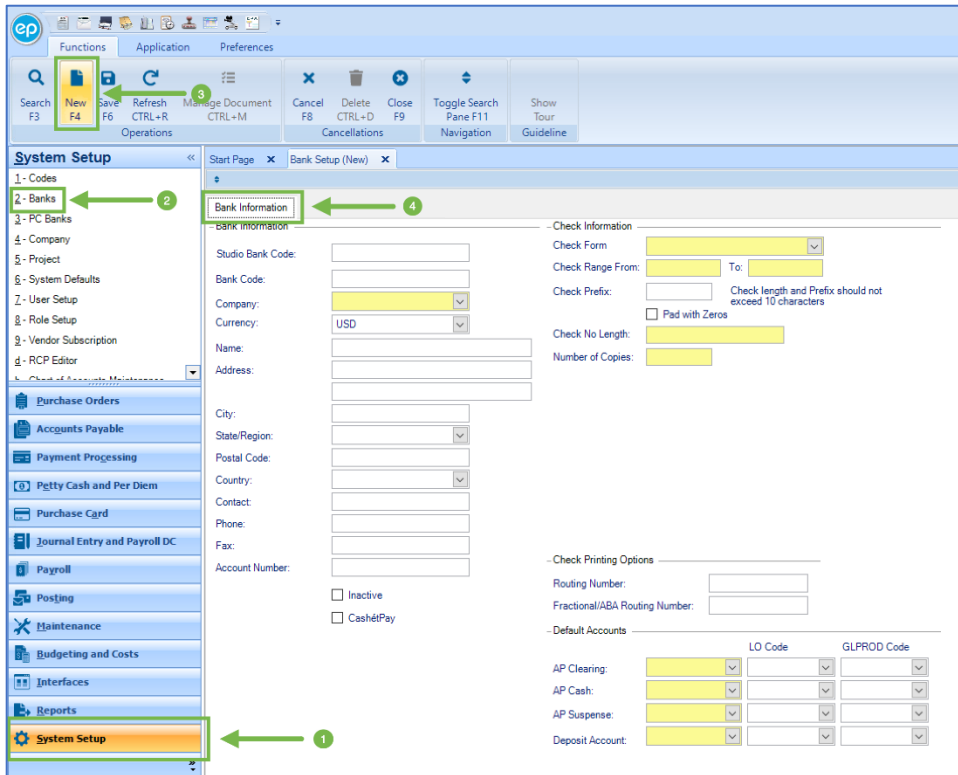 ep
Functions Application Preferences
Search F3
New F4
Save F6
Refresh CTRL+R
Manage Document CTRL+M
Operations
Cancel F8
Delete CTRL+D
Close F9
Cancellations
Toggle Search Pane F11
Navigation
Show Tour
Guideline
3
System Setup «
1 - Codes
2 - Banks
2
3 - PC Banks
4 - Company
5 - Project
6 - System Defaults
7 - User Setup
8 - Role Setup
9 - Vendor Subscription
d - RCP Editor
Purchase Orders
Accounts Payable
Payment Processing
Petty Cash and Per Diem
Purchase Card
Journal Entry and Payroll DC
Payroll
Posting
Maintenance
Budgeting and Costs
Interfaces
Reports
System Setup
1
Start Page x Bank Setup (New) x
Bank Information
4
Bank Information
Studio Bank Code:
Bank Code:
Company:
Currency: USD
Name:
Address:
City:
State/Region:
Postal Code:
Country:
Contact:
Phone:
Fax:
Account Number:
Inactive
CashétPay
Check Information
Check Form
Check Range From: To:
Check Prefix: Check length and Prefix should not
exceed 10 characters
Pad with Zeros
Check No Length:
Number of Copies:
Check Printing Options
Routing Number:
Fractional/ABA Routing Number:
Default Accounts
LO Code GLPROD Code
AP Clearing:
AP Cash:
AP Suspense:
Deposit Account: